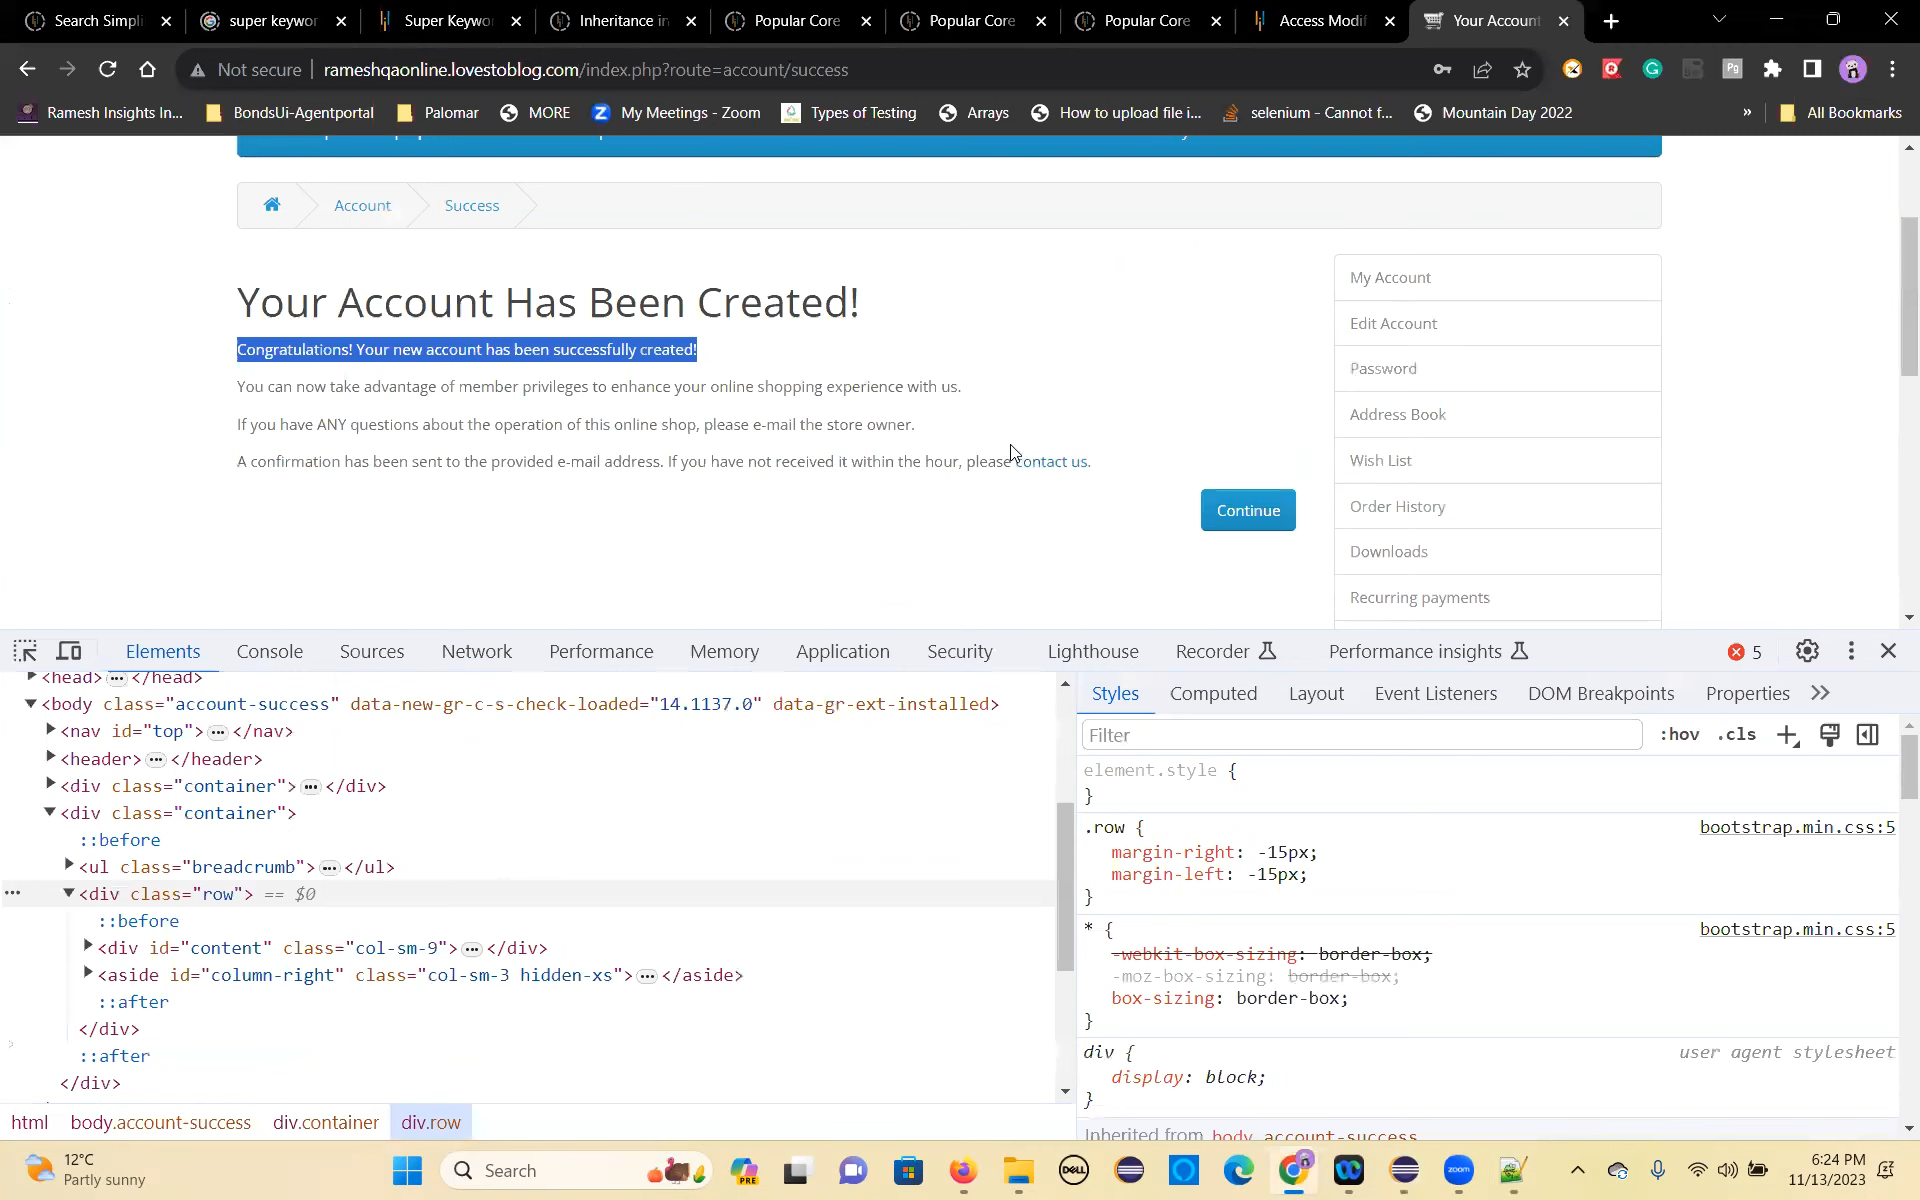 Search Simpli
super keywor
Super Keywo
Inheritance in
Popular Core
Popular Core
Popular Core
Access Modif
Your Account
Not secure rameshqaonline.lovestoblog.com/index.php?route=account/success
Ramesh Insights In... BondsUi-Agentportal Palomar MORE My Meetings - Zoom Types of Testing Arrays How to upload file i... selenium - Cannot f... Mountain Day 2022 » All Bookmarks
Account Success
Your Account Has Been Created!
Congratulations! Your new account has been successfully created!
You can now take advantage of member privileges to enhance your online shopping experience with us.
If you have ANY questions about the operation of this online shop, please e-mail the store owner.
A confirmation has been sent to the provided e-mail address. If you have not received it within the hour, please contact us.
Continue
My Account
Edit Account
Password
Address Book
Wish List
Order History
Downloads
Recurring payments
Elements Console Sources Network Performance Memory Application Security Lighthouse Recorder Performance insights 5
<head> ••• </head>
<body class="account-success" data-new-gr-c-s-check-loaded="14.1137.0" data-gr-ext-installed>
<nav id="top"> ••• </nav>
<header> ••• </header>
<div class="container"> ••• </div>
<div class="container">
::before
<ul class="breadcrumb"> ••• </ul>
<div class="row"> == $0
::before
<div id="content" class="col-sm-9"> ••• </div>
<aside id="column-right" class="col-sm-3 hidden-xs"> ••• </aside>
::after
</div>
::after
</div>
html body.account-success div.container div.row
Styles Computed Layout Event Listeners DOM Breakpoints Properties
Filter :hov .cls
element.style {
}
.row { bootstrap.min.css:5
margin-right: -15px;
margin-left: -15px;
}
* { bootstrap.min.css:5
-webkit-box-sizing: border-box;
-moz-box-sizing: border-box;
box-sizing: border-box;
}
div { user agent stylesheet
display: block;
}
Inherited from body.account-success
12°C
Partly sunny
Search
PRE
DELL
zoom
6:24 PM
11/13/2023